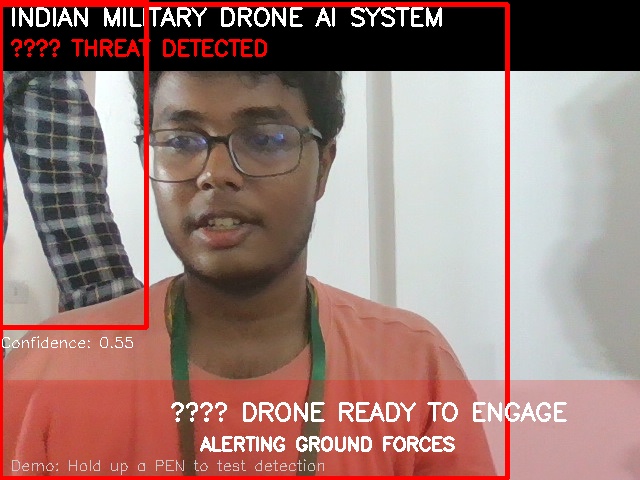 INDIAN MILITARY DRONE AI SYSTEM
???? THREAT DETECTED
Confidence: 0.55
???? DRONE READY TO ENGAGE
ALERTING GROUND FORCES
Demo: Hold up a PEN to test detection